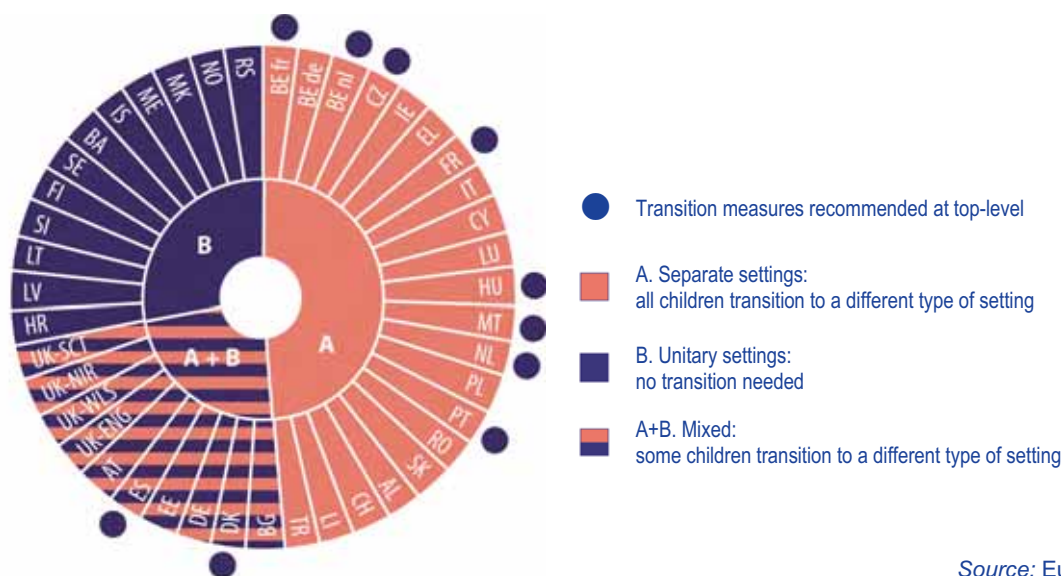 BE fr
BE de
BE nl
CZ
IE
EL
FR
IT
CY
LU
HU
MT
NL
PL
PT
RO
SK
AL
CH
LI
TR
BG
DK
DE
EE
ES
AT
UK-ENG
UK-WLS
UK-NIR
UK-SCT
HR
LV
LT
SI
FI
SE
BA
IS
ME
MK
NO
RS
B
A
A + B
Transition measures recommended at top-level
A. Separate settings:
all children transition to a different type of setting
B. Unitary settings:
no transition needed
A+B. Mixed:
some children transition to a different type of setting
Source: